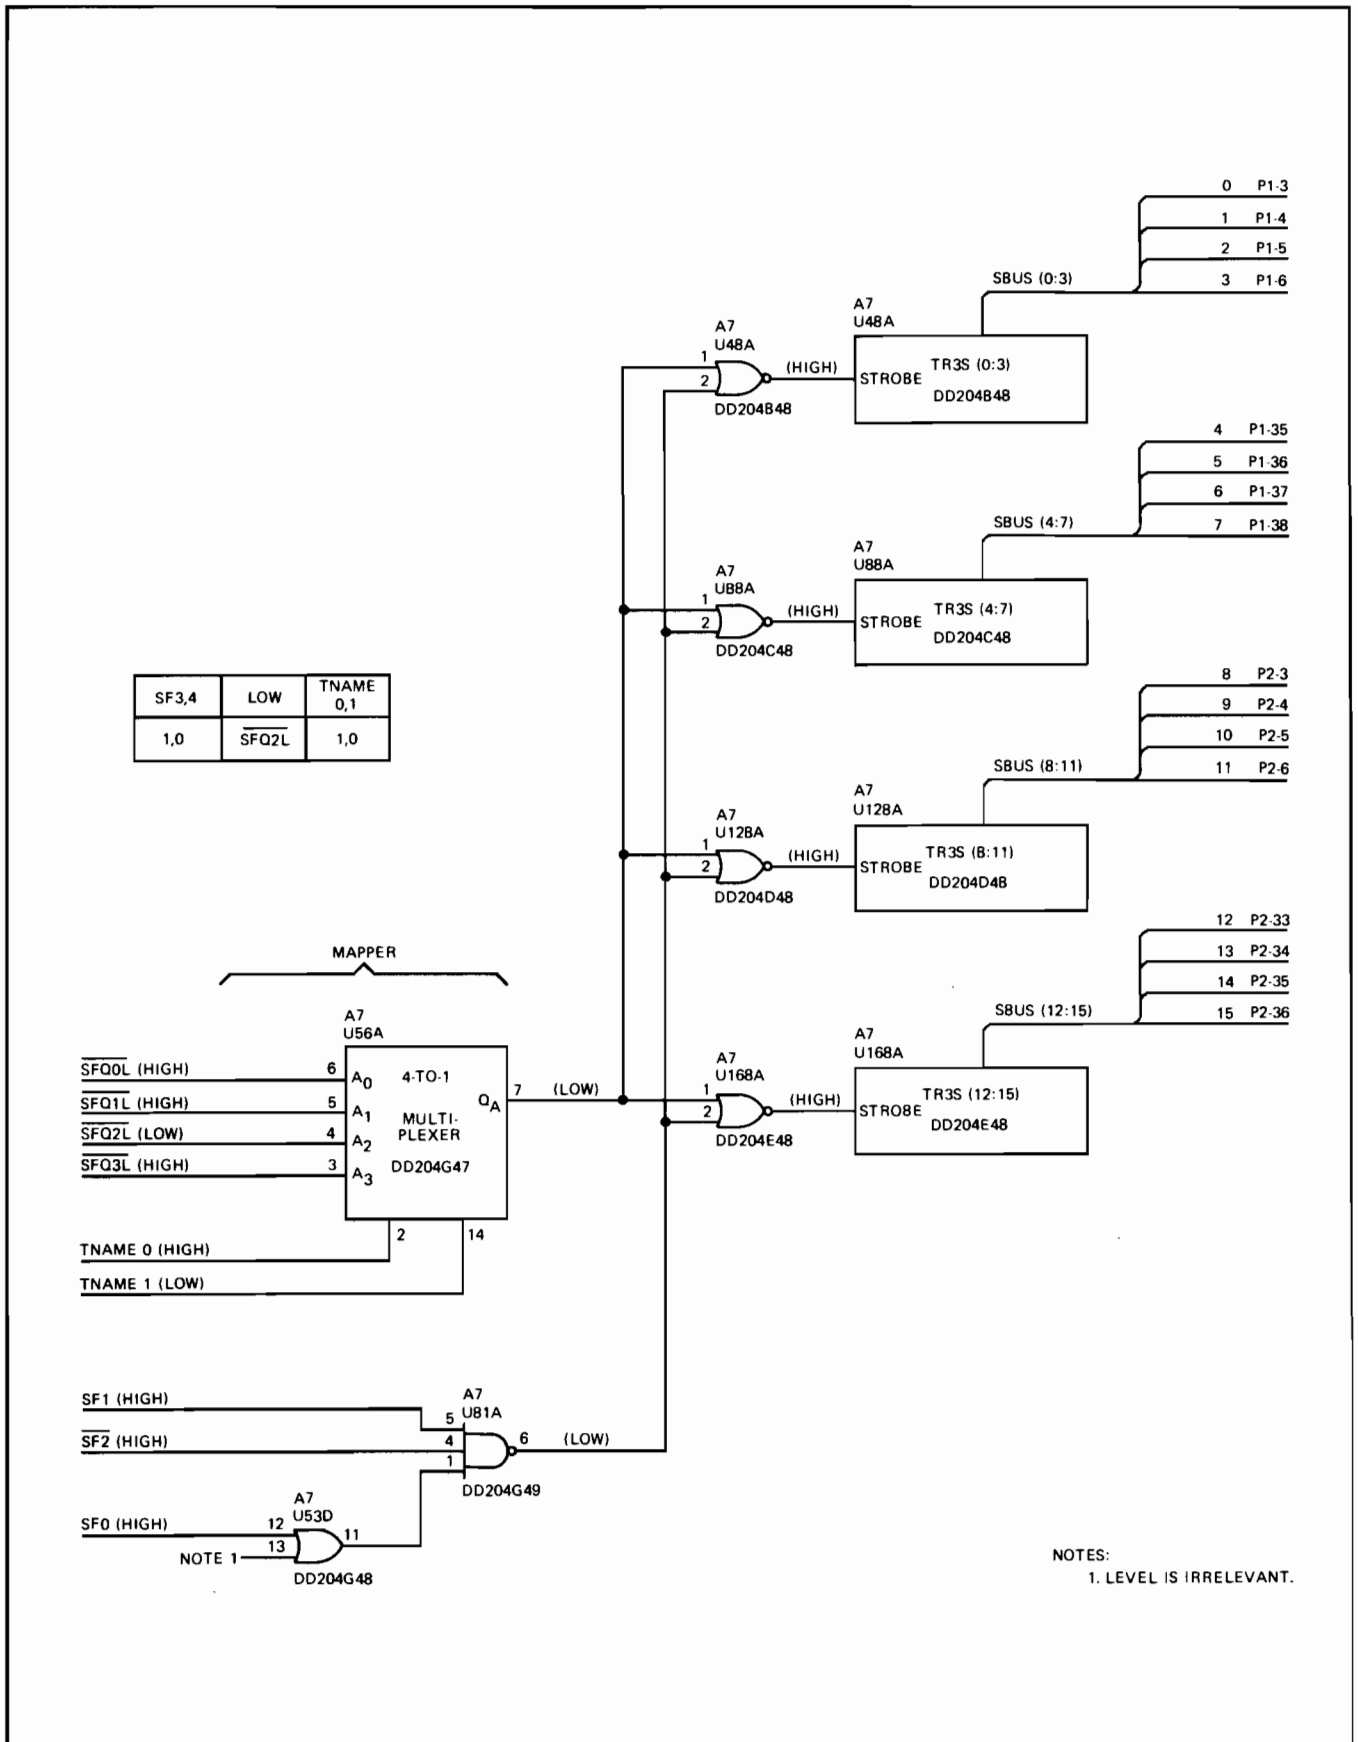 0 P1-3
1 P1-4
2 P1-5
SBUS (0:3) 3 P1-6
A7
U48A
A7
U48A
1
2
(HIGH)
STROBE
TR3S (0:3)
DD204B48
DD204B48
4 P1-35
5 P1-36
6 P1-37
SBUS (4:7) 7 P1-38
A7
U88A
A7
U88A
1
2
(HIGH)
STROBE
TR3S (4:7)
DD204C48
DD204C48
SF3,4 LOW TNAME 0,1
1,0 SFQ2L 1,0
8 P2-3
9 P2-4
10 P2-5
SBUS (8:11) 11 P2-6
A7
U128A
A7
U128A
1
2
(HIGH)
STROBE
TR3S (8:11)
DD204D48
DD204D48
12 P2-33
13 P2-34
14 P2-35
SBUS (12:15) 15 P2-36
A7
U168A
A7
U168A
1
2
(HIGH)
STROBE
TR3S (12:15)
DD204E48
DD204E48
MAPPER
A7
U56A
SFQ0L (HIGH) 6 A0
SFQ1L (HIGH) 5 A1
SFQ2L (LOW) 4 A2
SFQ3L (HIGH) 3 A3
4-TO-1
MULTI-
PLEXER
DD204G47
QA 7 (LOW)
2 14
TNAME 0 (HIGH)
TNAME 1 (LOW)
SF1 (HIGH)
A7
U81A
5
SF2 (HIGH) 4
1
6 (LOW)
DD204G49
A7
U53D
SF0 (HIGH) 12
NOTE 1 13
11
DD204G48
NOTES:
1. LEVEL IS IRRELEVANT.